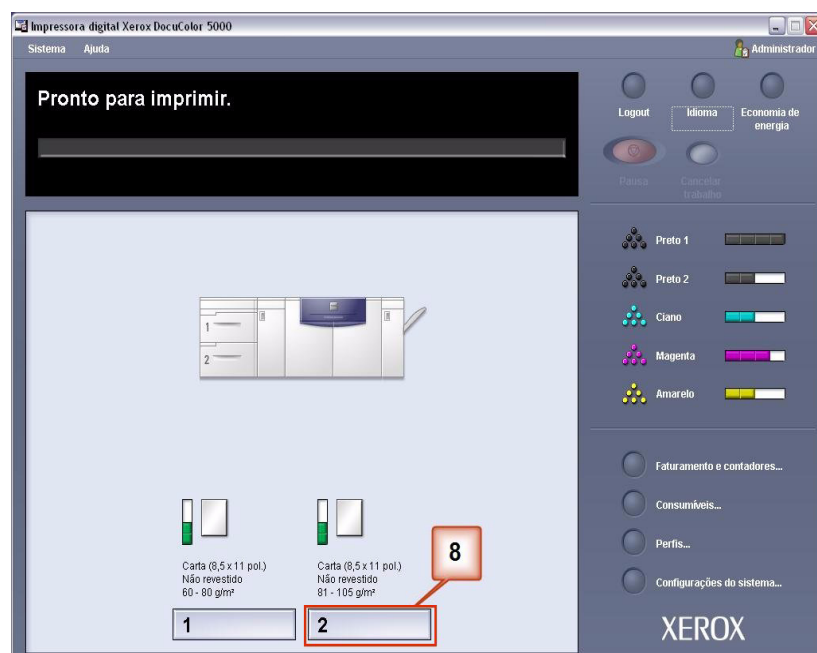 Impressora digital Xerox DocuColor 5000
Sistema Ajuda
Administrador
Pronto para imprimir.
Logout
Idioma
Economia de
energia
Pausa
Cancelar
trabalho
Preto 1
Preto 2
Ciano
Magenta
Amarelo
1
2
Carta (8,5 x 11 pol.)
Não revestido
60 - 80 g/m²
1
Carta (8,5 x 11 pol.)
Não revestido
81 - 105 g/m²
2
8
Faturamento e contadores...
Consumíveis...
Perfis...
Configurações do sistema...
XEROX